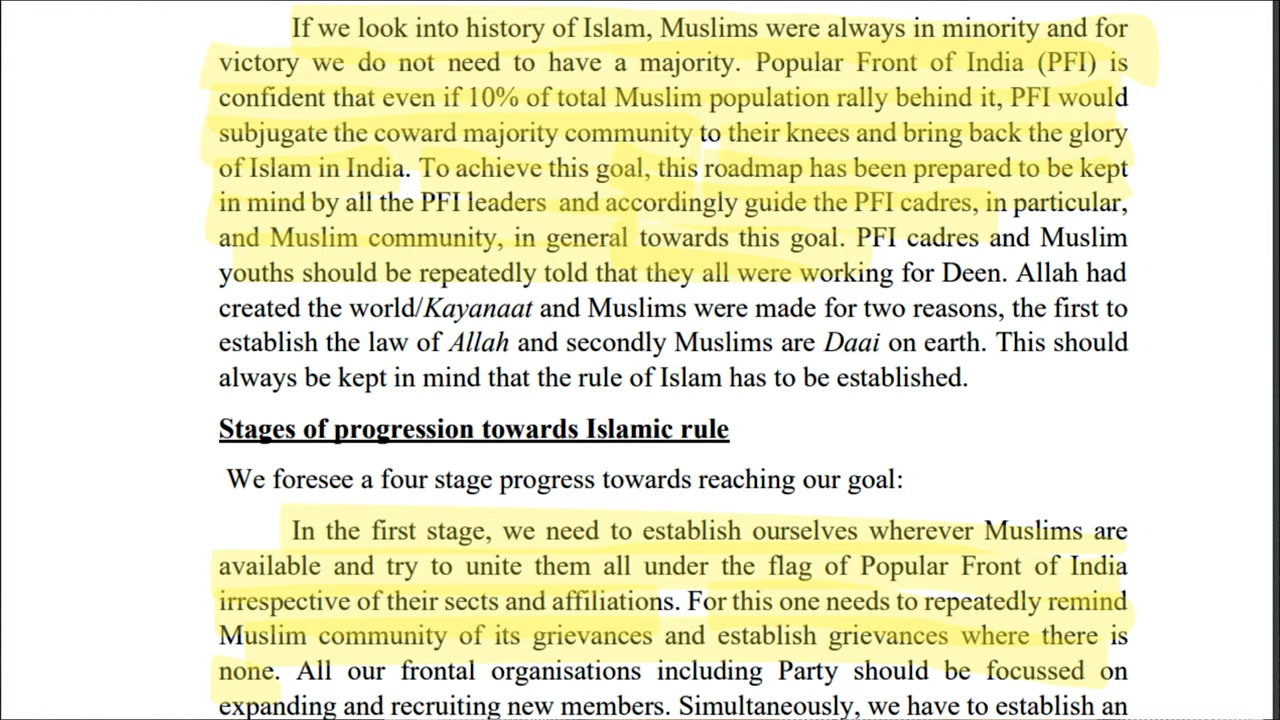 If we look into history of Islam, Muslims were always in minority and for
victory we do not need to have a majority. Popular Front of India (PFI) is
confident that even if 10% of total Muslim population rally behind it, PFI would
subjugate the coward majority community to their knees and bring back the glory
of Islam in India. To achieve this goal, this roadmap has been prepared to be kept
in mind by all the PFI leaders and accordingly guide the PFI cadres, in particular,
and Muslim community, in general towards this goal. PFI cadres and Muslim
youths should be repeatedly told that they all were working for Deen. Allah had
created the world/Kayanaat and Muslims were made for two reasons, the first to
establish the law of Allah and secondly Muslims are Daai on earth. This should
always be kept in mind that the rule of Islam has to be established.
Stages of progression towards Islamic rule
We foresee a four stage progress towards reaching our goal:
In the first stage, we need to establish ourselves wherever Muslims are
available and try to unite them all under the flag of Popular Front of India
irrespective of their sects and affiliations. For this one needs to repeatedly remind
Muslim community of its grievances and establish grievances where there is
none. All our frontal organisations including Party should be focussed on
expanding and recruiting new members. Simultaneously, we have to establish an